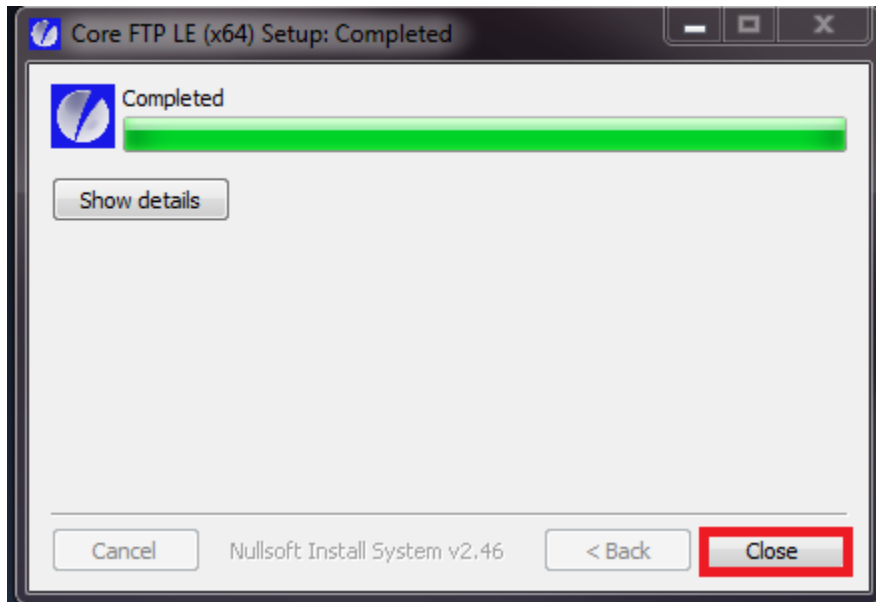 Core FTP LE (x64) Setup: Completed
Completed
Show details
Cancel Nullsoft Install System v2.46 < Back Close